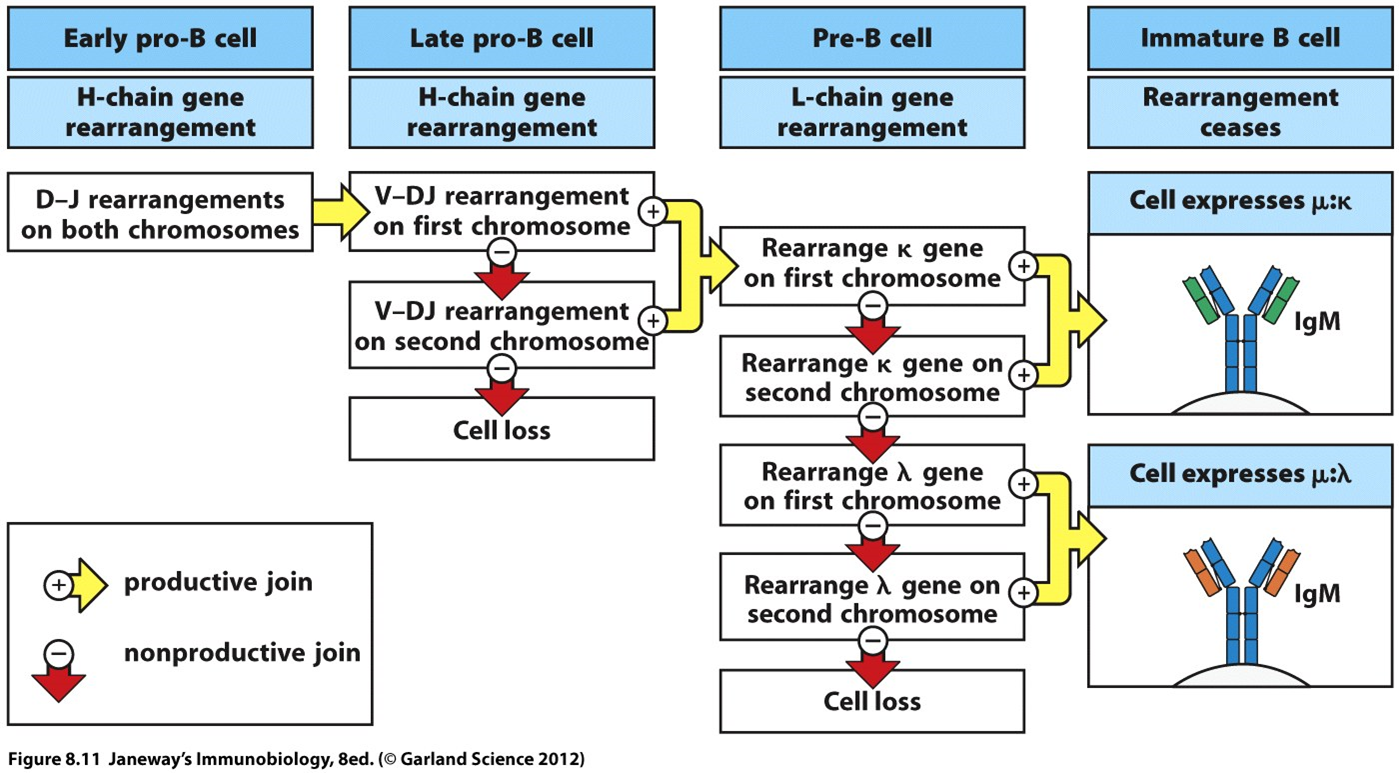 Early pro-B cell
H-chain gene
rearrangement
D–J rearrangements
on both chromosomes
Late pro-B cell
H-chain gene
rearrangement
V–DJ rearrangement
on first chromosome
+
−
V–DJ rearrangement
on second chromosome
+
−
Cell loss
Pre-B cell
L-chain gene
rearrangement
Rearrange κ gene
on first chromosome
+
−
Rearrange κ gene on
second chromosome
+
−
Rearrange λ gene
on first chromosome
+
−
Rearrange λ gene on
second chromosome
+
−
Cell loss
Immature B cell
Rearrangement
ceases
Cell expresses μ:κ
IgM
Cell expresses μ:λ
IgM
+ productive join
− nonproductive join
Figure 8.11 Janeway’s Immunobiology, 8ed. (© Garland Science 2012)